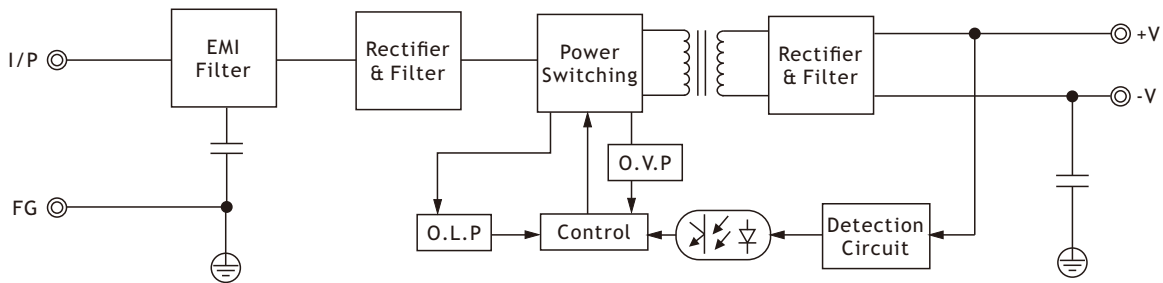 I/P
EMI
Filter
Rectifier
& Filter
Power
Switching
Rectifier
& Filter
+V
-V
O.V.P
FG
O.L.P
Control
Detection
Circuit